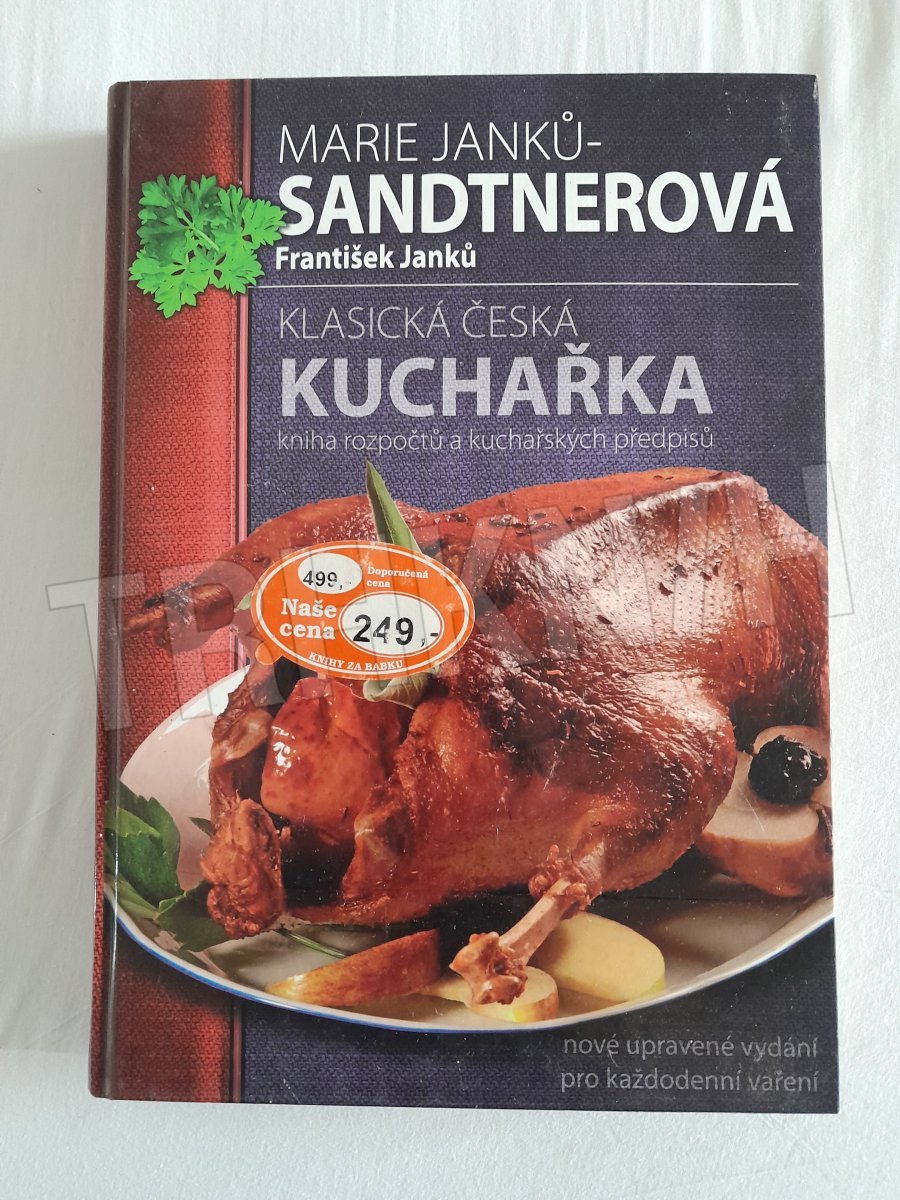 MARIE JANKŮ-
SANDTNEROVÁ
František Janků
KLASICKÁ ČESKÁ
KUCHAŘKA
kniha rozpočtů a kuchařských předpisů
499,-
Doporučená
cena
Naše
cena
249,-
KNIHY ZA BABKU
nové upravené vydání
pro každodenní vaření